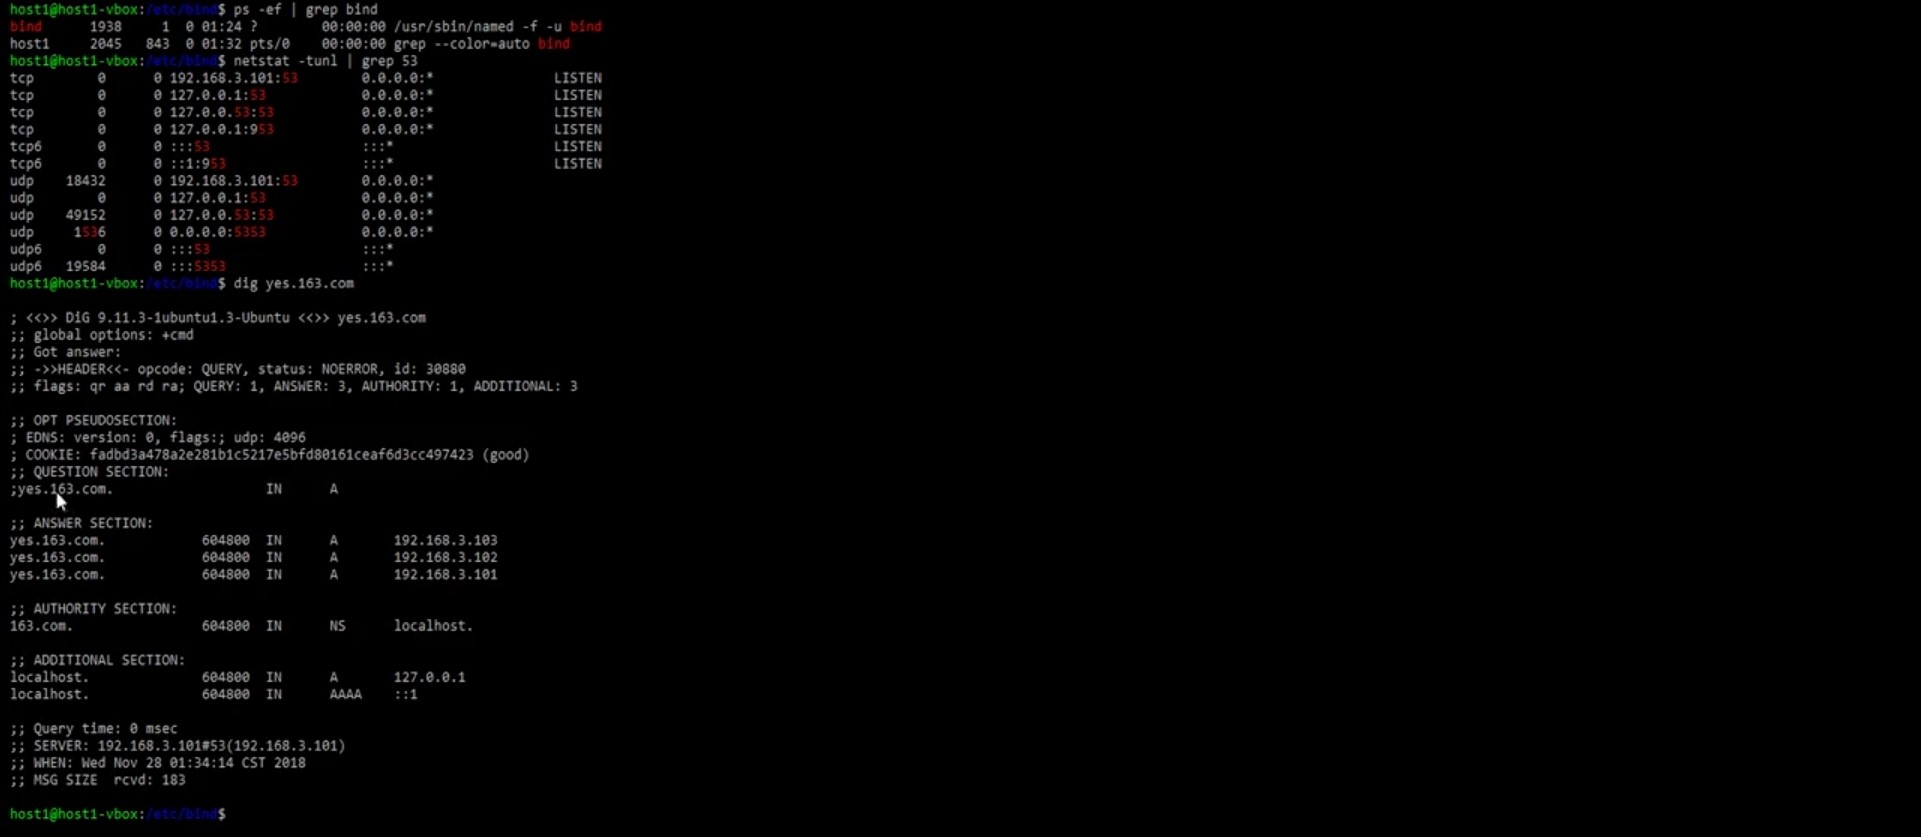 host1@host1-vbox:/etc/bind$ ps -ef | grep bind
bind      1938     1  0 01:24 ?        00:00:00 /usr/sbin/named -f -u bind
host1     2045   843  0 01:32 pts/0    00:00:00 grep --color=auto bind
host1@host1-vbox:/etc/bind$ netstat -tunl | grep 53
tcp        0      0 192.168.3.101:53        0.0.0.0:*               LISTEN
tcp        0      0 127.0.0.1:53            0.0.0.0:*               LISTEN
tcp        0      0 127.0.0.53:53           0.0.0.0:*               LISTEN
tcp        0      0 127.0.0.1:953           0.0.0.0:*               LISTEN
tcp6       0      0 :::53                   :::*                    LISTEN
tcp6       0      0 ::1:953                 :::*                    LISTEN
udp    18432      0 192.168.3.101:53        0.0.0.0:*
udp        0      0 127.0.0.1:53            0.0.0.0:*
udp    49152      0 127.0.0.53:53           0.0.0.0:*
udp     1536      0 0.0.0.0:5353            0.0.0.0:*
udp6       0      0 :::53                   :::*
udp6   19584      0 :::5353                 :::*
host1@host1-vbox:/etc/bind$ dig yes.163.com
; <<>> DiG 9.11.3-1ubuntu1.3-Ubuntu <<>> yes.163.com
;; global options: +cmd
;; Got answer:
;; ->>HEADER<<- opcode: QUERY, status: NOERROR, id: 30880
;; flags: qr aa rd ra; QUERY: 1, ANSWER: 3, AUTHORITY: 1, ADDITIONAL: 3
;; OPT PSEUDOSECTION:
; EDNS: version: 0, flags:; udp: 4096
; COOKIE: fadbd3a478a2e281b1c5217e5bfd80161ceaf6d3cc497423 (good)
;; QUESTION SECTION:
;yes.163.com.                   IN      A
;; ANSWER SECTION:
yes.163.com.            604800  IN      A       192.168.3.103
yes.163.com.            604800  IN      A       192.168.3.102
yes.163.com.            604800  IN      A       192.168.3.101
;; AUTHORITY SECTION:
163.com.                604800  IN      NS      localhost.
;; ADDITIONAL SECTION:
localhost.              604800  IN      A       127.0.0.1
localhost.              604800  IN      AAAA    ::1
;; Query time: 0 msec
;; SERVER: 192.168.3.101#53(192.168.3.101)
;; WHEN: Wed Nov 28 01:34:14 CST 2018
;; MSG SIZE  rcvd: 183
host1@host1-vbox:/etc/bind$